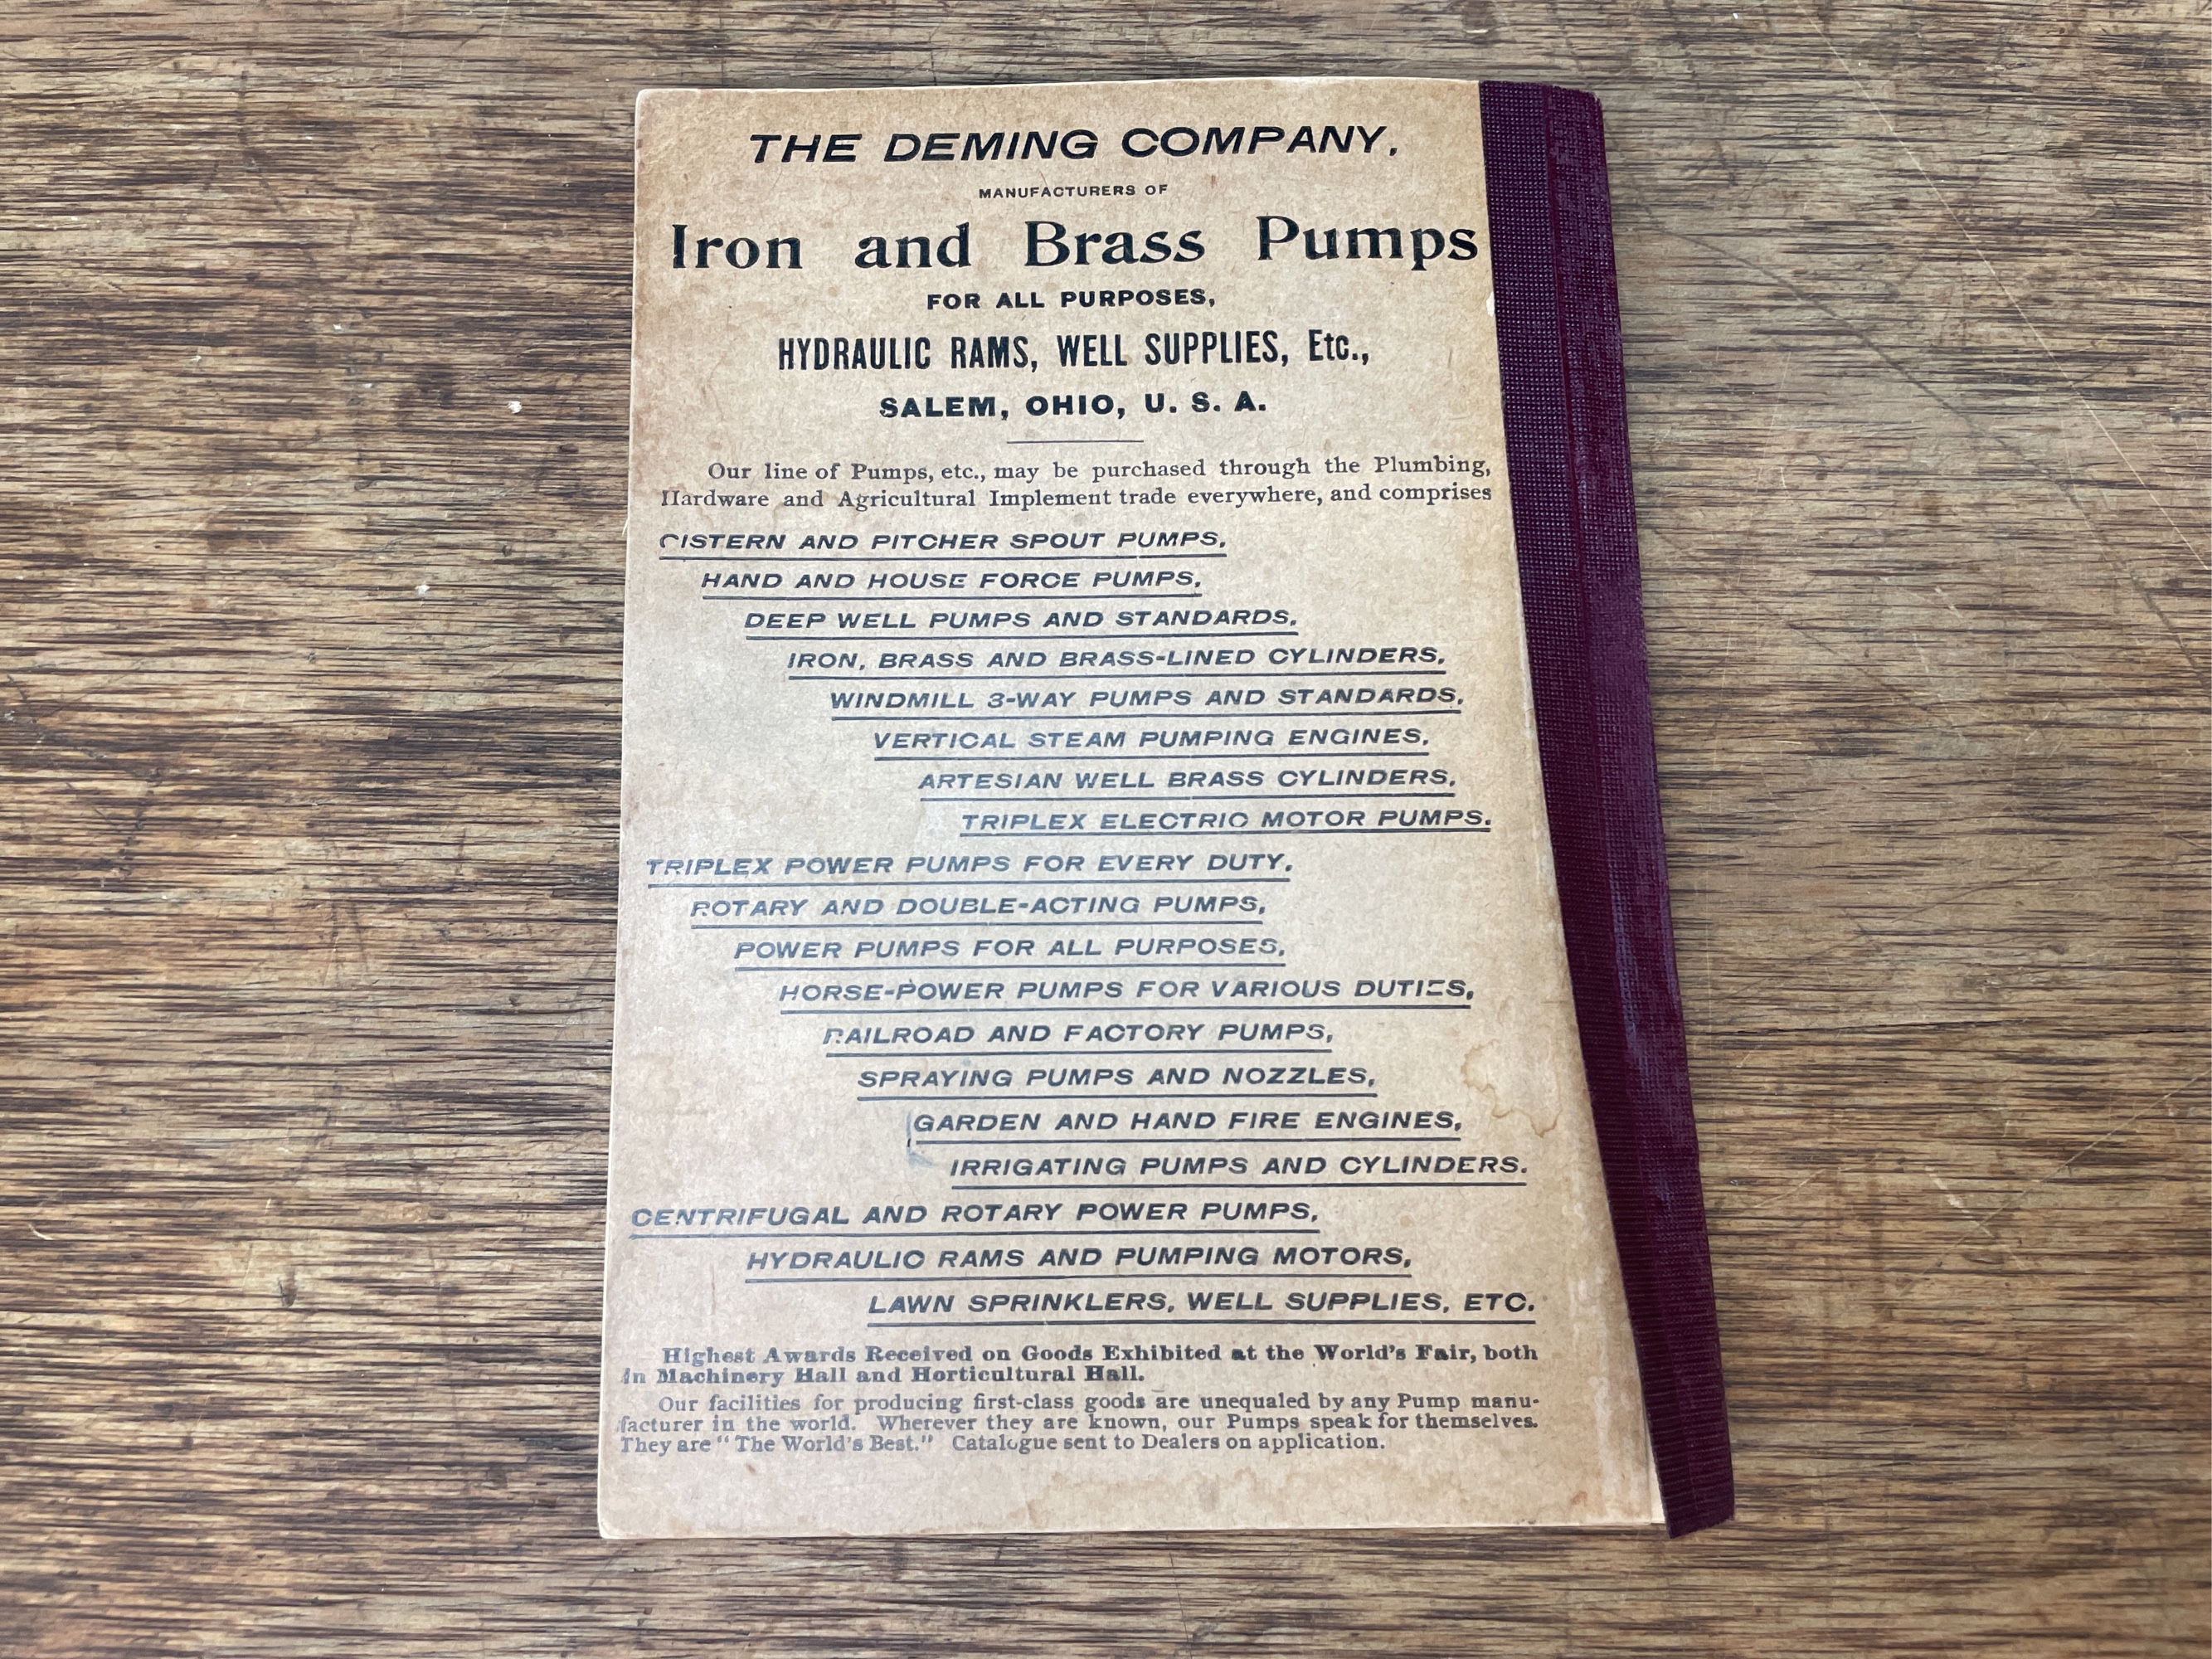 THE DEMING COMPANY,
MANUFACTURERS OF
Iron and Brass Pumps
FOR ALL PURPOSES,
HYDRAULIC RAMS, WELL SUPPLIES, Etc.,
SALEM, OHIO, U. S. A.
Our line of Pumps, etc., may be purchased through the Plumbing,
Hardware and Agricultural Implement trade everywhere, and comprises
CISTERN AND PITCHER SPOUT PUMPS,
HAND AND HOUSE FORCE PUMPS,
DEEP WELL PUMPS AND STANDARDS,
IRON, BRASS AND BRASS-LINED CYLINDERS,
WINDMILL 3-WAY PUMPS AND STANDARDS,
VERTICAL STEAM PUMPING ENGINES,
ARTESIAN WELL BRASS CYLINDERS,
TRIPLEX ELECTRIC MOTOR PUMPS.
TRIPLEX POWER PUMPS FOR EVERY DUTY,
ROTARY AND DOUBLE-ACTING PUMPS,
POWER PUMPS FOR ALL PURPOSES,
HORSE-POWER PUMPS FOR VARIOUS DUTIES,
RAILROAD AND FACTORY PUMPS,
SPRAYING PUMPS AND NOZZLES,
GARDEN AND HAND FIRE ENGINES,
IRRIGATING PUMPS AND CYLINDERS.
CENTRIFUGAL AND ROTARY POWER PUMPS,
HYDRAULIC RAMS AND PUMPING MOTORS,
LAWN SPRINKLERS, WELL SUPPLIES, ETC.
Highest Awards Received on Goods Exhibited at the World's Fair, both
in Machinery Hall and Horticultural Hall.
Our facilities for producing first-class goods are unequaled by any Pump manu-
facturer in the world. Wherever they are known, our Pumps speak for themselves.
They are "The World's Best." Catalogue sent to Dealers on application.